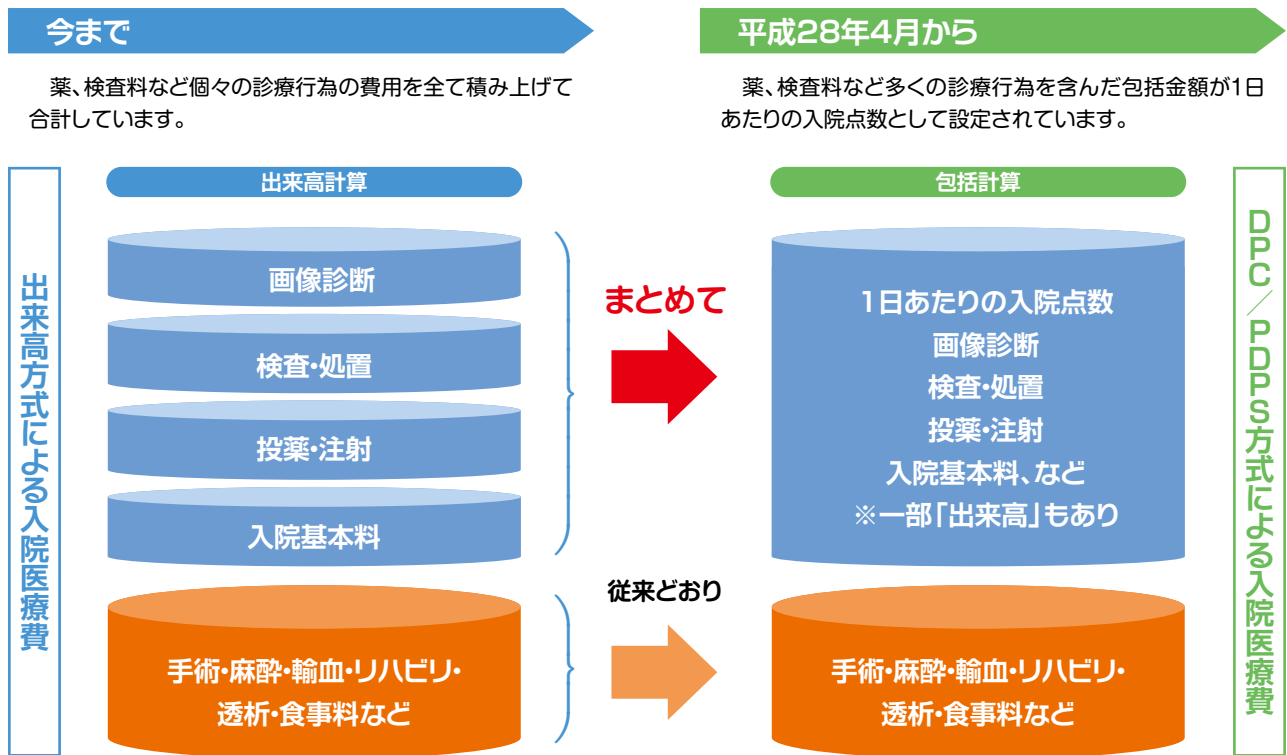 今まで
薬、検査料など個々の診療行為の費用を全て積み上げて
合計しています。
平成28年4月から
薬、検査料など多くの診療行為を含んだ包括金額が1日
あたりの入院点数として設定されています。
出来高方式による入院医療費
出来高計算
画像診断
検査・処置
投薬・注射
入院基本料
手術・麻酔・輸血・リハビリ・
透析・食事料など
まとめて
従来どおり
包括計算
1日あたりの入院点数
画像診断
検査・処置
投薬・注射
入院基本料、など
※一部「出来高」もあり
手術・麻酔・輸血・リハビリ・
透析・食事料など
DPC/PDPS方式による入院医療費